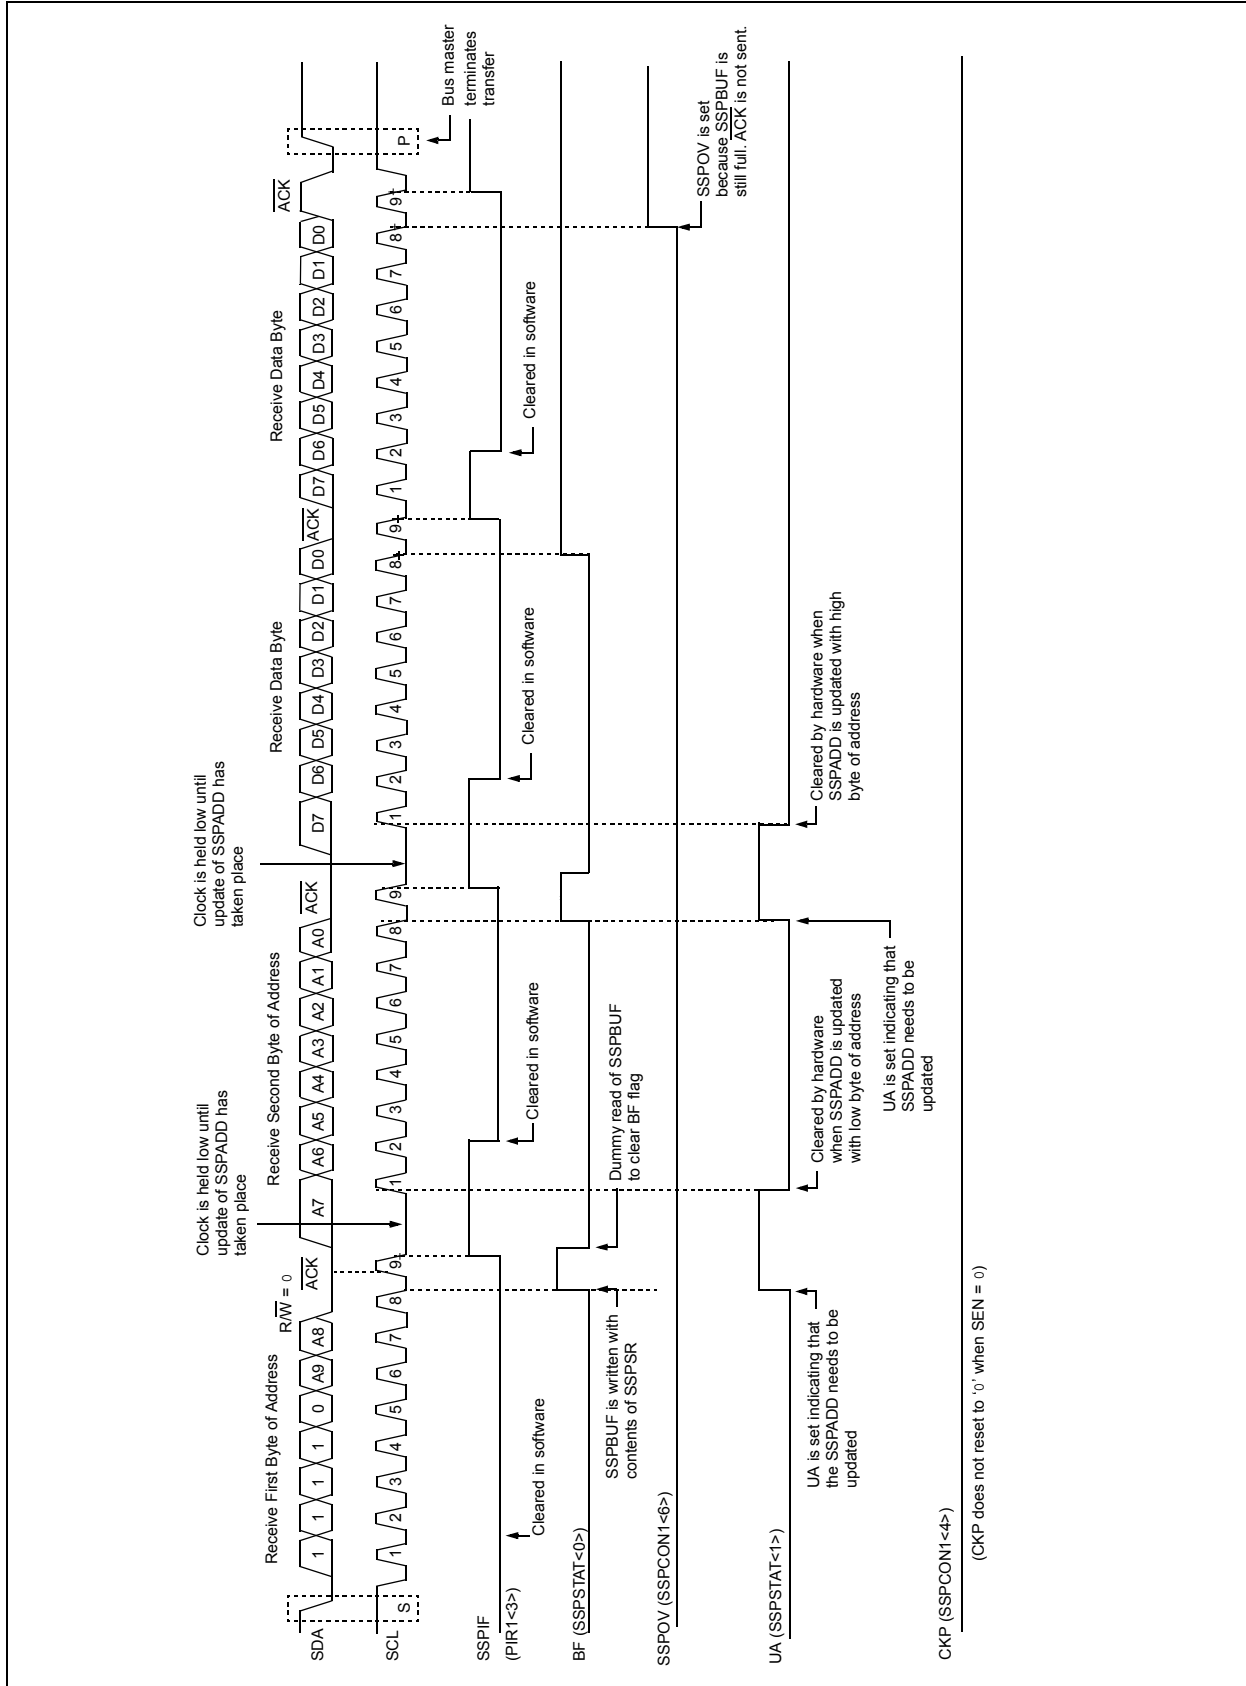 Receive First Byte of Address
R/W = 0
ACK
Clock is held low until
update of SSPADD has
taken place
Receive Second Byte of Address
ACK
Clock is held low until
update of SSPADD has
taken place
Receive Data Byte
ACK
Receive Data Byte
ACK
SDA
1 1 1 1 0 A9 A8 A7 A6 A5 A4 A3 A2 A1 A0 D7 D6 D5 D4 D3 D2 D1 D0 D7 D6 D5 D4 D3 D2 D1 D0
SCL
S 1 2 3 4 5 6 7 8 9 1 2 3 4 5 6 7 8 9 1 2 3 4 5 6 7 8 9 1 2 3 4 5 6 7 8 9 P
Bus master
terminates
transfer
SSPIF
(PIR1<3>)
Cleared in software
Cleared in software
Cleared in software
Cleared in software
BF (SSPSTAT<0>)
SSPBUF is written with
contents of SSPSR
Dummy read of SSPBUF
to clear BF flag
SSPOV (SSPCON1<6>)
SSPOV is set
because SSPBUF is
still full. ACK is not sent.
UA (SSPSTAT<1>)
UA is set indicating that
the SSPADD needs to be
updated
Cleared by hardware
when SSPADD is updated
with low byte of address
UA is set indicating that
SSPADD needs to be
updated
Cleared by hardware when
SSPADD is updated with high
byte of address
CKP (SSPCON1<4>)
(CKP does not reset to ‘0’ when SEN = 0)